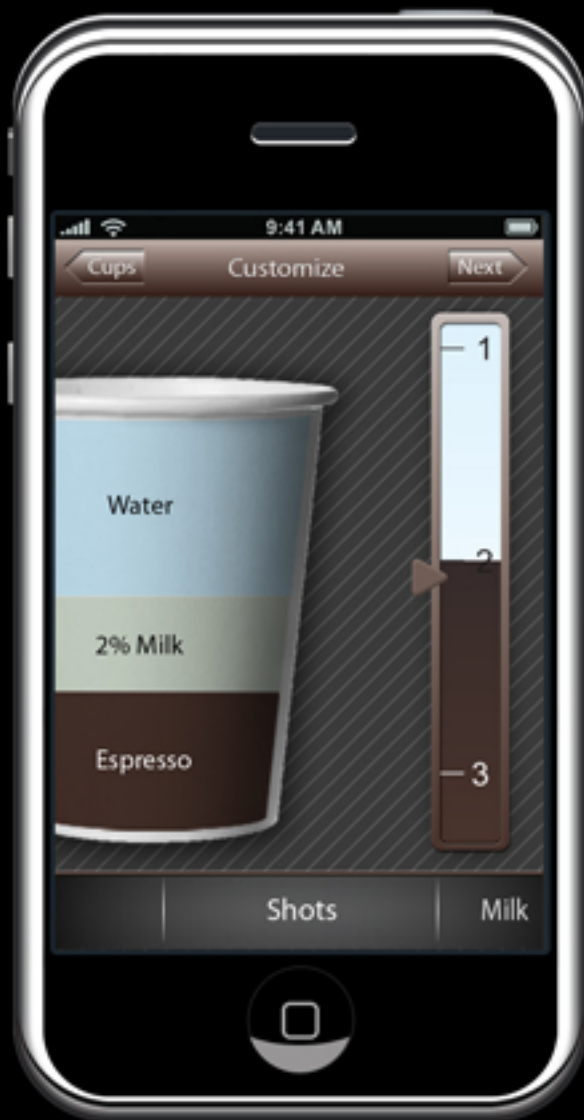 9:41 AM
Cups Customize Next
1
Water
2
2% Milk
Espresso
3
Shots Milk